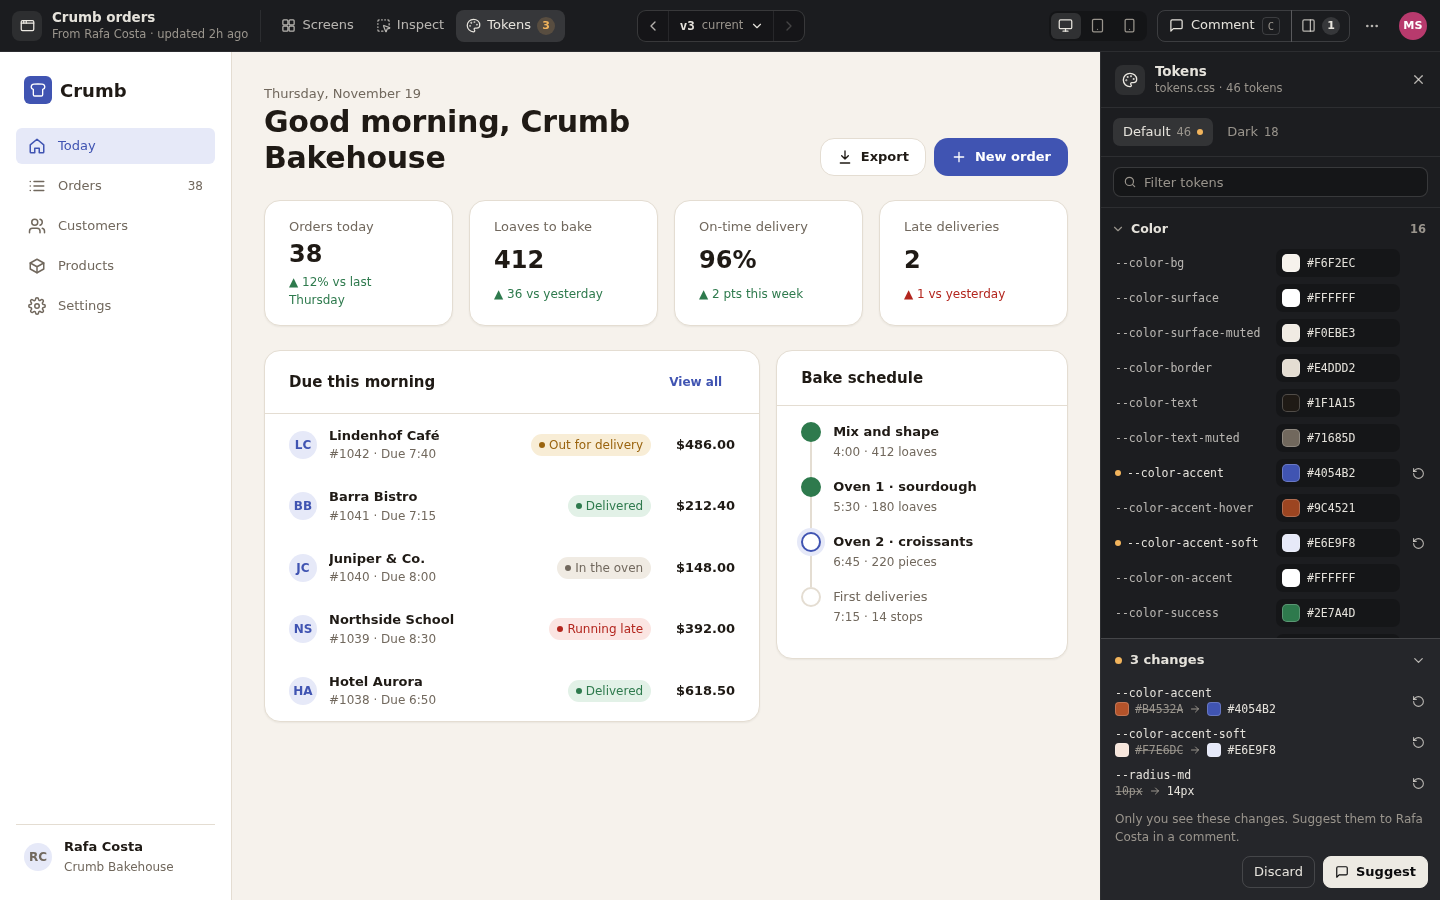 Crumb orders
From Rafa Costa · updated 2h ago
Screens
Inspect
Tokens 3
v3 current
Comment C
1
MS
Crumb
Today
Orders 38
Customers
Products
Settings
RC
Rafa Costa
Crumb Bakehouse
Thursday, November 19
Good morning, Crumb
Bakehouse
Export
New order
Orders today
38
▲ 12% vs last
Thursday
Loaves to bake
412
▲ 36 vs yesterday
On-time delivery
96%
▲ 2 pts this week
Late deliveries
2
▲ 1 vs yesterday
Due this morning
View all
LC
Lindenhof Café
#1042 · Due 7:40
Out for delivery
$486.00
BB
Barra Bistro
#1041 · Due 7:15
Delivered
$212.40
JC
Juniper & Co.
#1040 · Due 8:00
In the oven
$148.00
NS
Northside School
#1039 · Due 8:30
Running late
$392.00
HA
Hotel Aurora
#1038 · Due 6:50
Delivered
$618.50
Bake schedule
Mix and shape
4:00 · 412 loaves
Oven 1 · sourdough
5:30 · 180 loaves
Oven 2 · croissants
6:45 · 220 pieces
First deliveries
7:15 · 14 stops
Tokens
tokens.css · 46 tokens
Default 46
Dark 18
Filter tokens
Color 16
--color-bg #F6F2EC
--color-surface #FFFFFF
--color-surface-muted #F0EBE3
--color-border #E4DDD2
--color-text #1F1A15
--color-text-muted #71685D
--color-accent #4054B2
--color-accent-hover #9C4521
--color-accent-soft #E6E9F8
--color-on-accent #FFFFFF
--color-success #2E7A4D
3 changes
--color-accent
#B4532A → #4054B2
--color-accent-soft
#F7E6DC → #E6E9F8
--radius-md
10px → 14px
Only you see these changes. Suggest them to Rafa
Costa in a comment.
Discard
Suggest